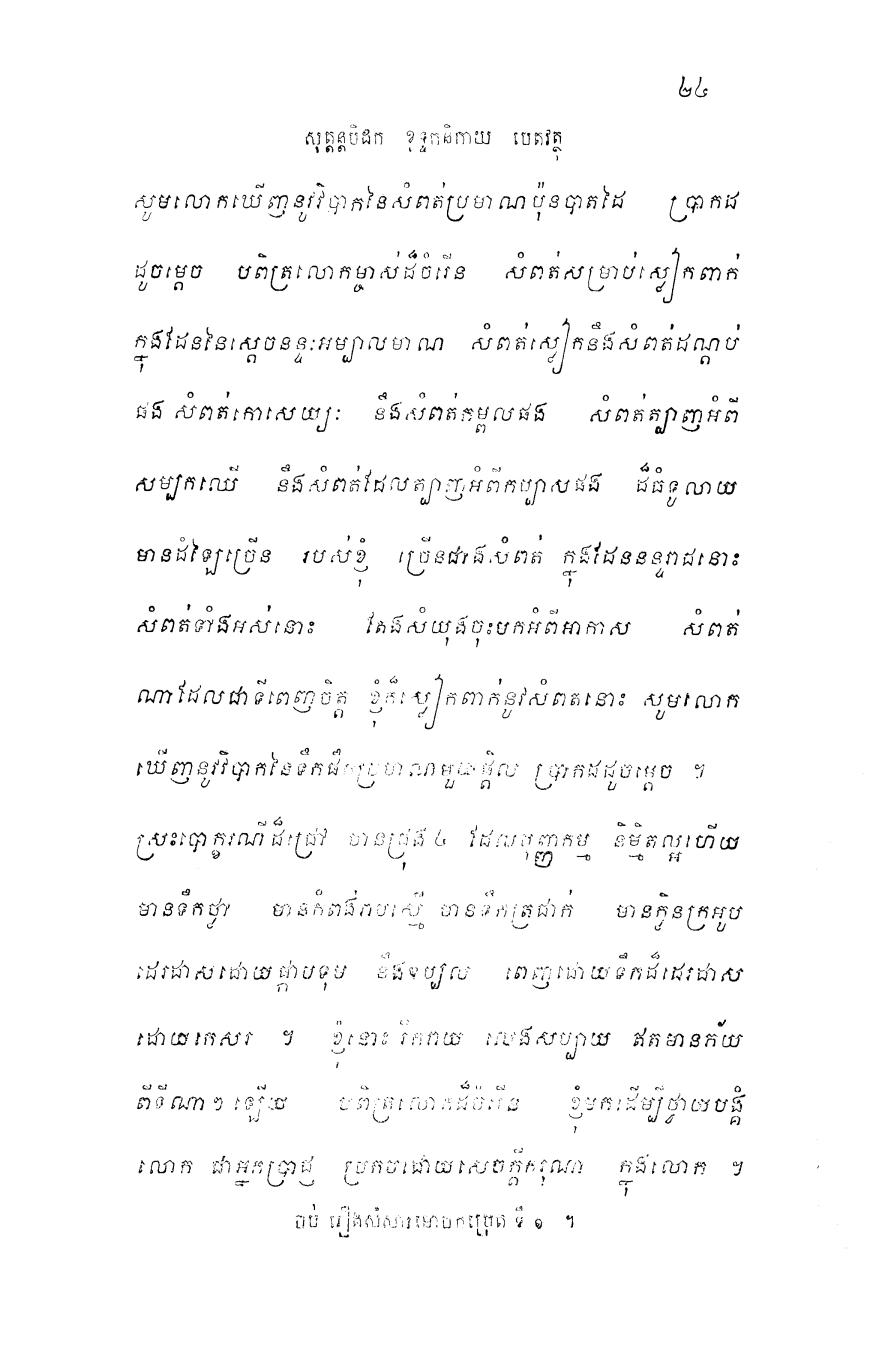 ២៤
សុត្តន្តបិដក ខុទ្ទកនិកាយ បេតវត្ថុ
សូមលោកឃើញនូវវិបាកនៃសំពត់ប្រមាណប៉ុនបាតដៃ ប្រាកដ
ដូចម្តេច បពិត្រលោកម្ចាស់ដ៏ចំរើន សំពត់សម្រាប់ស្លៀកពាក់
ក្នុងដែននៃស្តេចនន្ទៈអម្បាលមាណ សំពត់ស្លៀកនឹងសំពត់ដណ្តប់
ផង សំពត់កោសេយ្យៈ នឹងសំពត់កម្ពលផង សំពត់ត្បាញអំពី
សម្បកឈើ នឹងសំពត់ដែលត្បាញអំពីកប្បាសផង ដ៏ធំទូលាយ
មានដំឡៃច្រើន របស់ខ្ញុំ ច្រើនជាងសំពត់ ក្នុងដែននន្ទរាជនោះ
សំពត់ទាំងអស់នោះ តែងសំយុងចុះមកអំពីអាកាស សំពត់
ណាដែលជាទីពេញចិត្ត ខ្ញុំក៏ស្លៀកពាក់នូវសំពតនោះ សូមលោក
ឃើញនូវវិបាកនៃទឹកផឹកប្រមាណមួយផ្តិល ប្រាកដដូចម្តេច ។
ស្រះបោក្ខរណីដ៏ជ្រៅ មានជ្រុង ៤ ដែលបុញ្ញកម្ម និម្មិតល្អហើយ
មានទឹកថ្លា មានកំពង់រាបស្មើ មានទឹកត្រជាក់ មានក្លិនក្រអូប
ដេរដាសដោយផ្កាបទុម នឹងឧប្បល ពេញដោយទឹកដ៏ដេរដាស
ដោយកេសរ ។ ខ្ញុំនោះ រីករាយ លេងសប្បាយ ឥតមានភ័យ
ពីទីណាៗ ឡើយ បពិត្រលោកដ៏ចំរើន ខ្ញុំមកដើម្បីថ្វាយបង្គំ
លោក ជាអ្នកប្រាជ្ញ ប្រកបដោយសេចក្តីករុណា ក្នុងលោក ។
ចប់ រឿងសំសារមោចកប្រេត ទី ១ ។